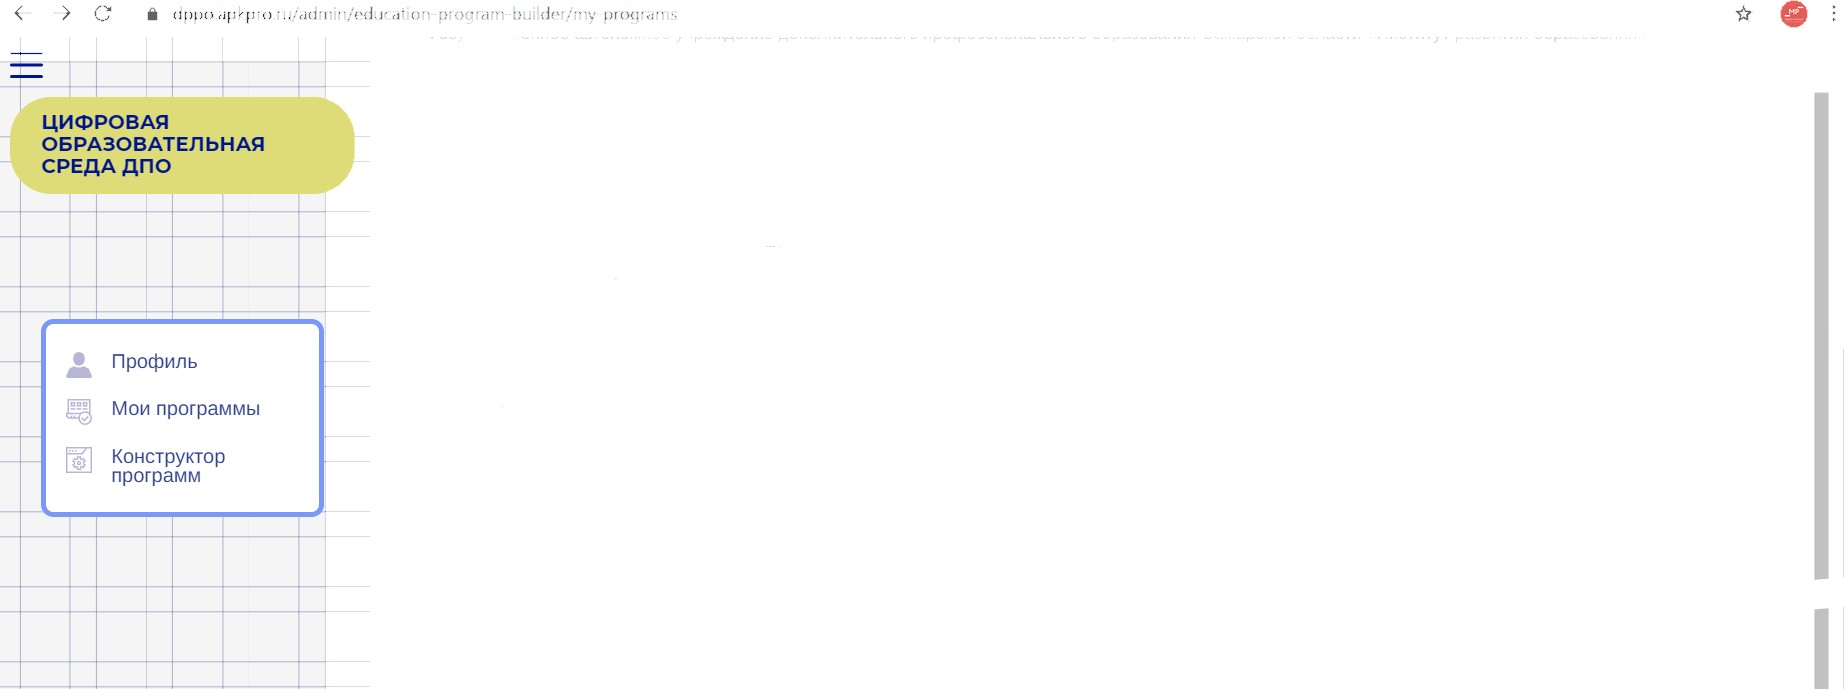 dppo.apkpro.ru/admin/education-program-builder/my-programs
ЦИФРОВАЯ
ОБРАЗОВАТЕЛЬНАЯ
СРЕДА ДПО
Профиль
Мои программы
Конструктор
программ